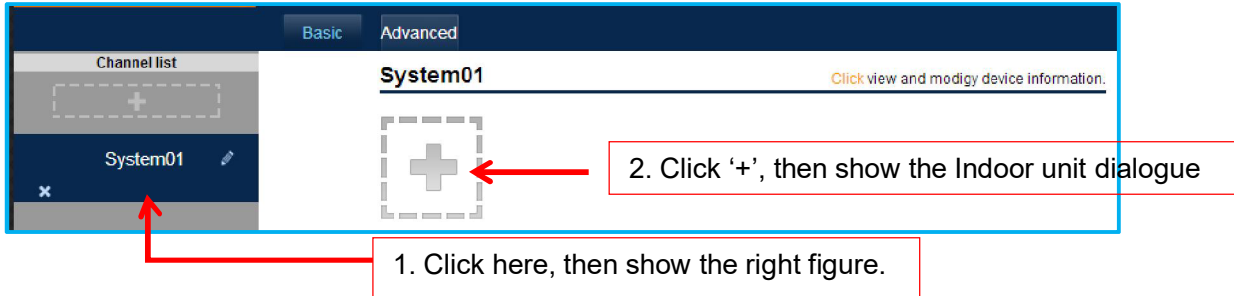 Basic Advanced
Channel list
System01
Click view and modigy device information.
System01
2. Click ‘+’, then show the Indoor unit dialogue
1. Click here, then show the right figure.